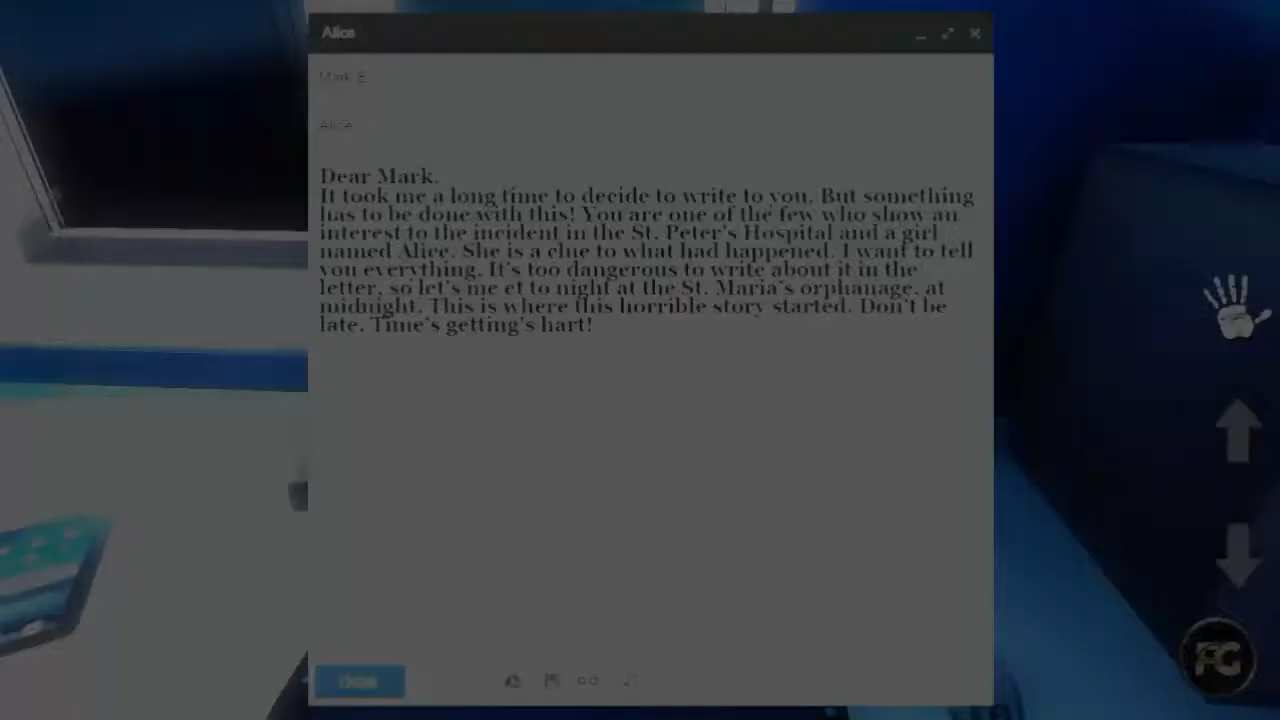 Alice
Mark E
Alice
Dear Mark.
It took me a long time to decide to write to you. But something
has to be done with this! You are one of the few who show an
interest to the incident in the St. Peter's Hospital and a girl
named Alice. She is a clue to what had happened. I want to tell
you everything. It's too dangerous to write about it in the
letter, so let's me et to night at the St. Maria's orphanage, at
midnight. This is where this horrible story started. Don't be
late. Time's getting's hart!
FG